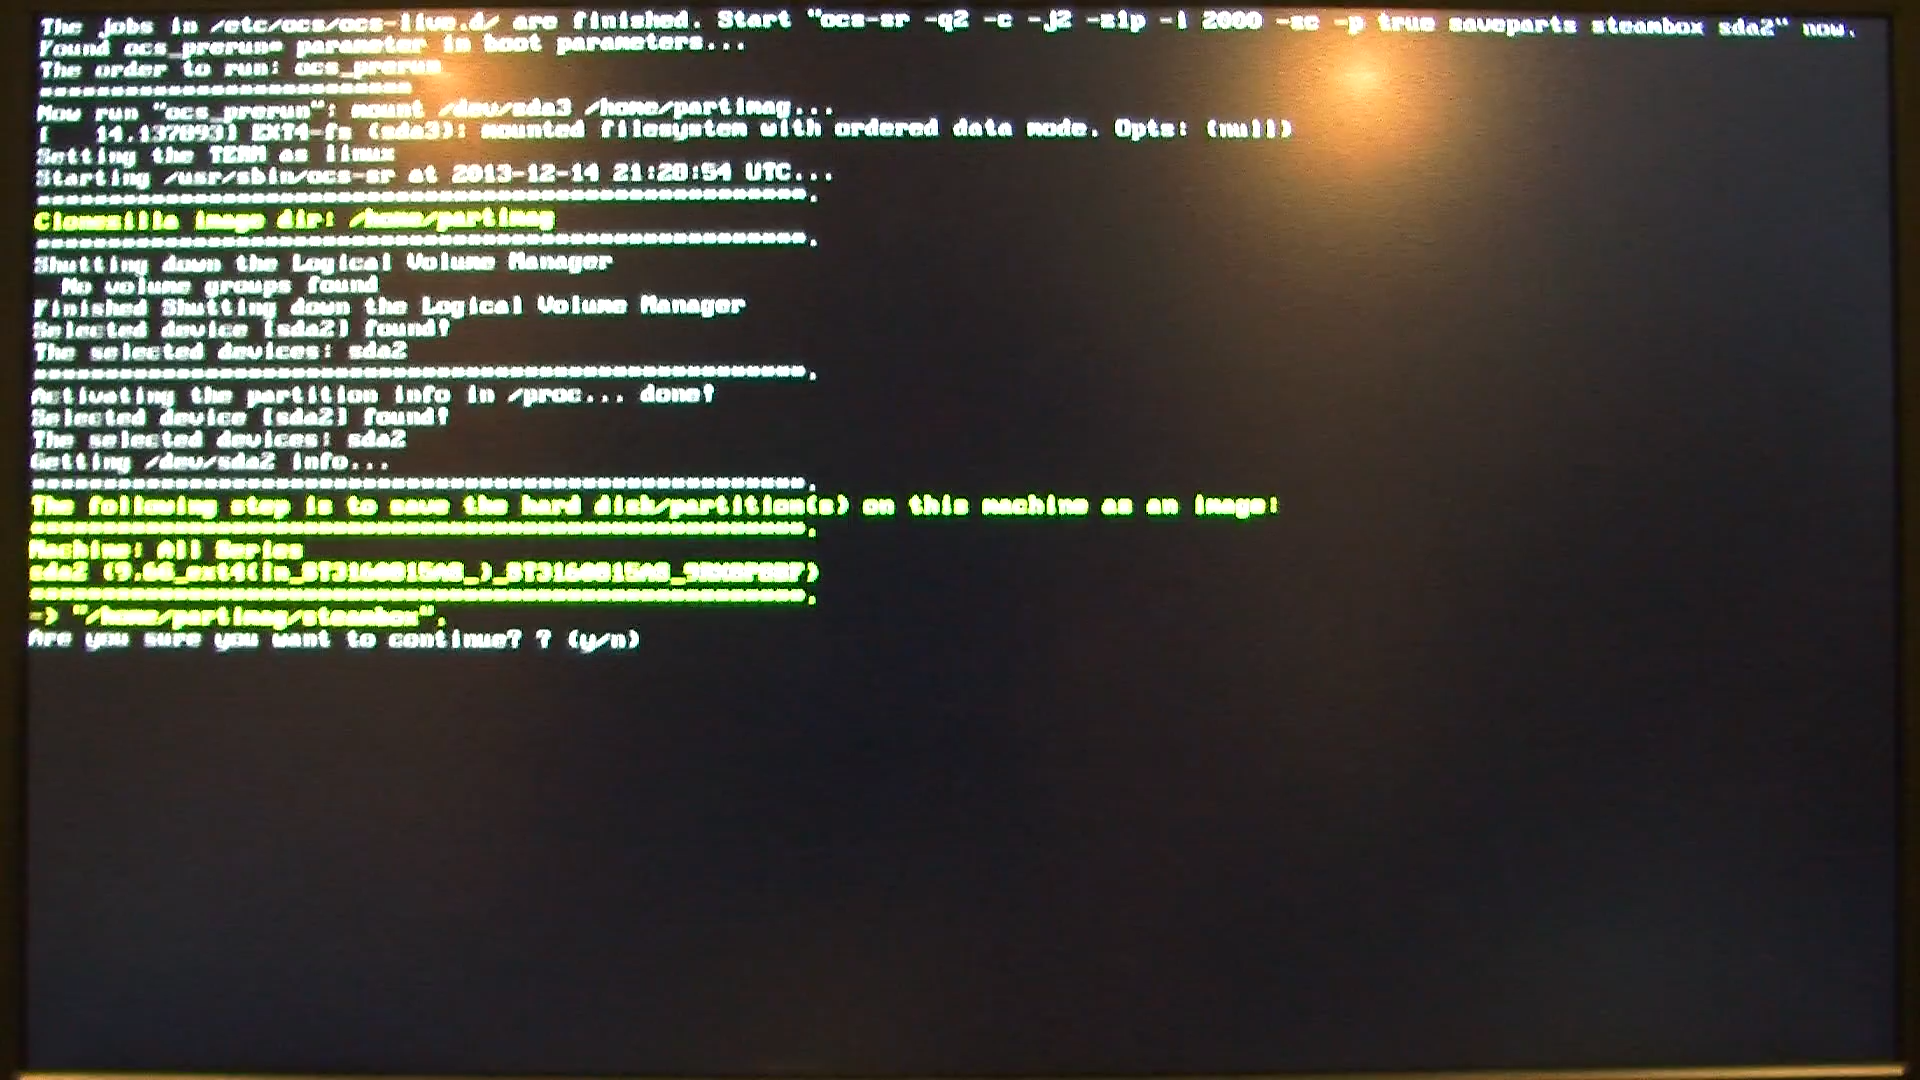 The jobs in /etc/ocs/ocs-live.d/ are finished. Start "ocs-sr -q2 -c -j2 -z1p -i 2000 -sc -p true saveparts steambox sda2" now.
Found ocs_prerun= parameter in boot parameters...
The order to run: ocs_prerun
Now run "ocs_prerun": mount /dev/sda3 /home/partimag...
EXT4-fs (sda3): mounted filesystem with ordered data mode. Opts: (null)
Setting the TERM as linux
Starting /usr/sbin/ocs-sr at 2013-12-14 21:20:54 UTC...
Clonezilla image dir: /home/partimag
Shutting down the Logical Volume Manager
No volume groups found
Finished Shutting down the Logical Volume Manager
Selected device [sda2] found!
The selected devices: sda2
Activating the partition info in /proc... done!
Selected device [sda2] found!
The selected devices: sda2
Getting /dev/sda2 info...
The following step is to save the hard disk/partition(s) on this machine as an image:
Machine: All Series
sda2
-> "/home/partimag/steambox".
Are you sure you want to continue? ? (y/n)